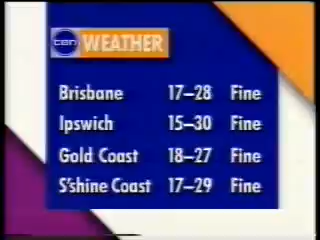 TEN WEATHER
Brisbane 17–28 Fine
Ipswich 15–30 Fine
Gold Coast 18–27 Fine
S'shine Coast 17–29 Fine